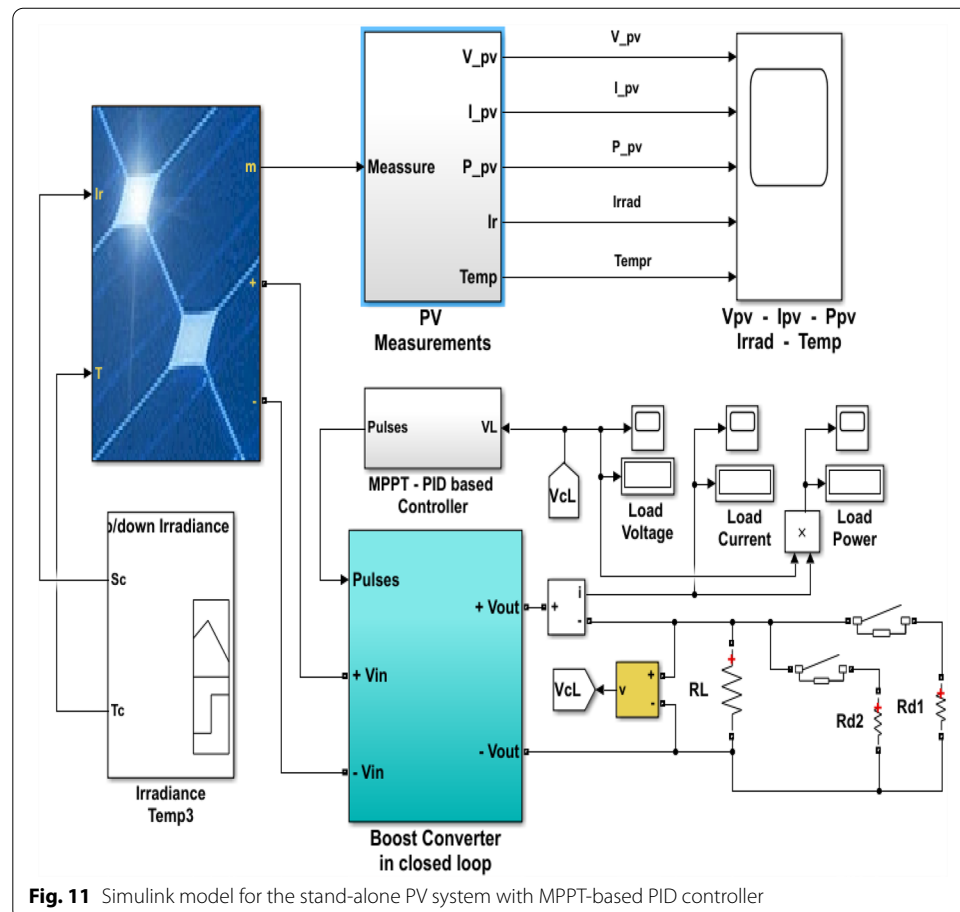 V_pv
V_pv
I_pv
I_pv
m
Meassure
P_pv
P_pv
Ir
Ir
Irrad
+
Temp
Tempr
PV
Measurements
Vpv - Ipv - Ppv
Irrad - Temp
T
-
Pulses
VL
MPPT - PID based
Controller
VcL
Load
Voltage
Load
Current
×
Load
Power
p/down Irradiance
Sc
Tc
Irradiance
Temp3
Pulses
+ Vout
+ Vin
- Vout
- Vin
Boost Converter
in closed loop
+
i
-
VcL
v
+
-
+
RL
+
Rd2
+
Rd1
Fig. 11 Simulink model for the stand-alone PV system with MPPT-based PID controller